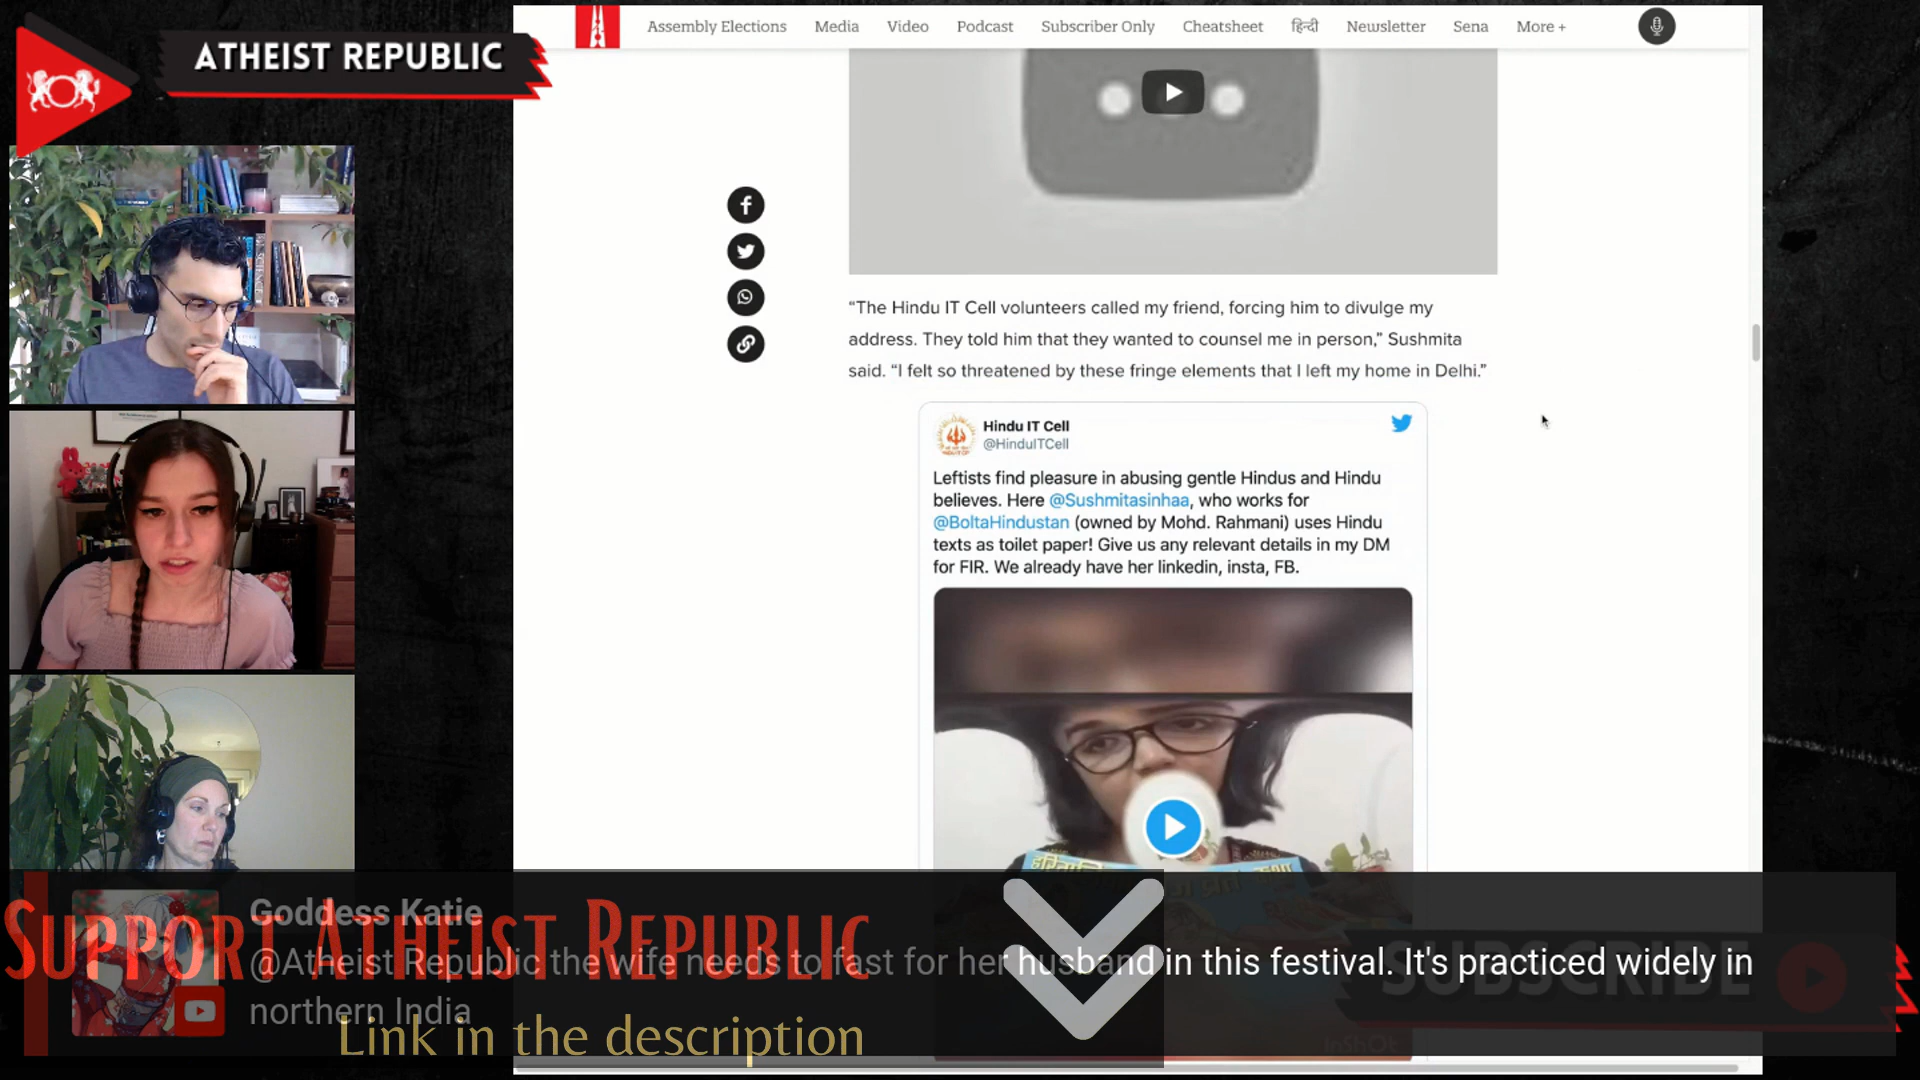 ATHEIST REPUBLIC
Assembly Elections Media Video Podcast Subscriber Only Cheatsheet हिन्दी Newsletter Sena More +
“The Hindu IT Cell volunteers called my friend, forcing him to divulge my
address. They told him that they wanted to counsel me in person,” Sushmita
said. “I felt so threatened by these fringe elements that I left my home in Delhi.”
Hindu IT Cell
@HinduITCell
Leftists find pleasure in abusing gentle Hindus and Hindu
believes. Here @Sushmitasinhaa, who works for
@BoltaHindustan (owned by Mohd. Rahmani) uses Hindu
texts as toilet paper! Give us any relevant details in my DM
for FIR. We already have her linkedin, insta, FB.
व्रत कथा
Goddess Katie
SUPPORT ATHEIST REPUBLIC
@Atheist Republic the wife needs to fast for her husband in this festival. It's practiced widely in
northern India
SUBSCRIBE
Link in the description
InShOt